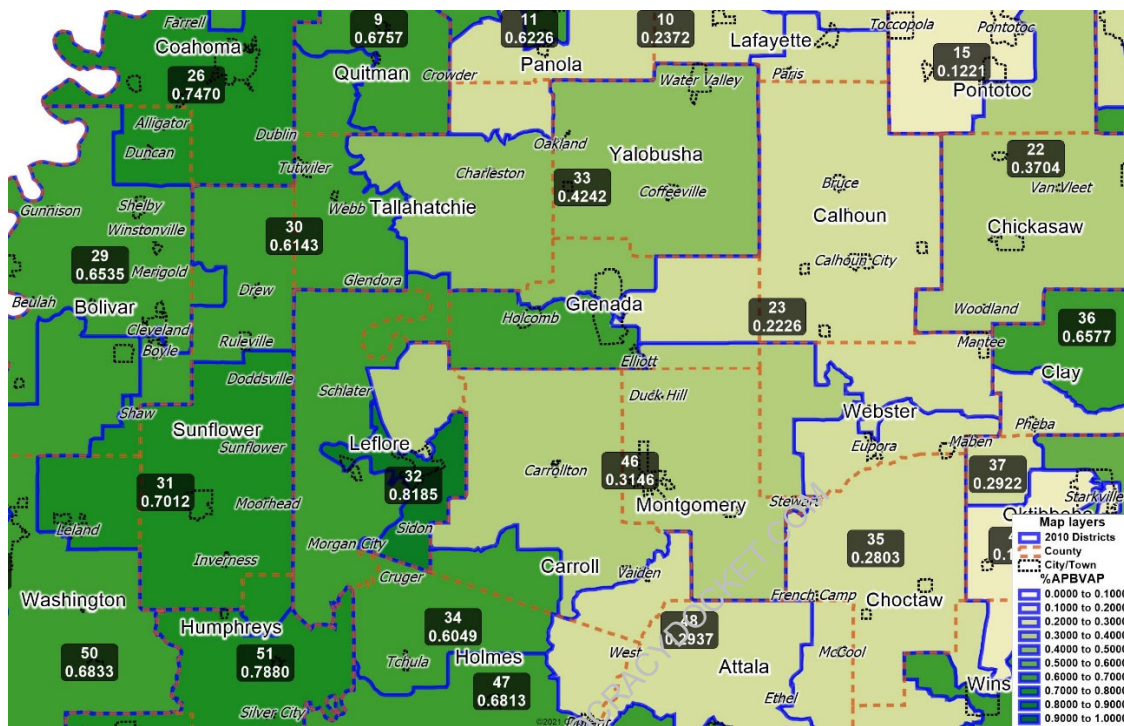 Farrell
Coahoma
26
0.7470
9
0.6757
Quitman
Crowder
11
0.6226
Panola
10
0.2372
Lafayette
Toccopola
Pontotoc
15
0.1221
Pontotoc
Water Valley
Paris
Alligator
Duncan
Dublin
Tutwiler
Webb
Oakland
Charleston
Yalobusha
33
0.4242
Coffeeville
Tallahatchie
Bruce
Calhoun
Calhoun City
22
0.3704
Van Vleet
Chickasaw
Gunnison
Shelby
Winstonville
29
0.6535
Merigold
Beulah
Bolivar
Cleveland
Boyle
30
0.6143
Drew
Ruleville
Glendora
Holcomb
Grenada
Elliott
23
0.2226
Woodland
Mantee
36
0.6577
Clay
Pheba
Doddsville
Schlater
Duck Hill
Shaw
Sunflower
Sunflower
Leflore
32
0.8185
Carrollton
46
0.3146
Montgomery
Webster
Eupora
Maben
37
0.2922
Starkville
Stewart
31
0.7012
Moorhead
Leland
Inverness
Sidon
Morgan City
Cruger
Carroll
Vaiden
35
0.2803
French Camp
Choctaw
Washington
50
0.6833
Humphreys
51
0.7880
Silver City
34
0.6049
Tchula
Holmes
47
0.6813
48
0.2937
West
Attala
Ethel
McCool
Wins
Map layers
2010 Districts
County
City/Town
%APBVAP
0.0000 to 0.1000
0.1000 to 0.2000
0.2000 to 0.3000
0.3000 to 0.4000
0.4000 to 0.5000
0.5000 to 0.6000
0.6000 to 0.7000
0.7000 to 0.8000
0.8000 to 0.9000
0.9000 to 1.0000
CRACYDOCKET.COM
©2021